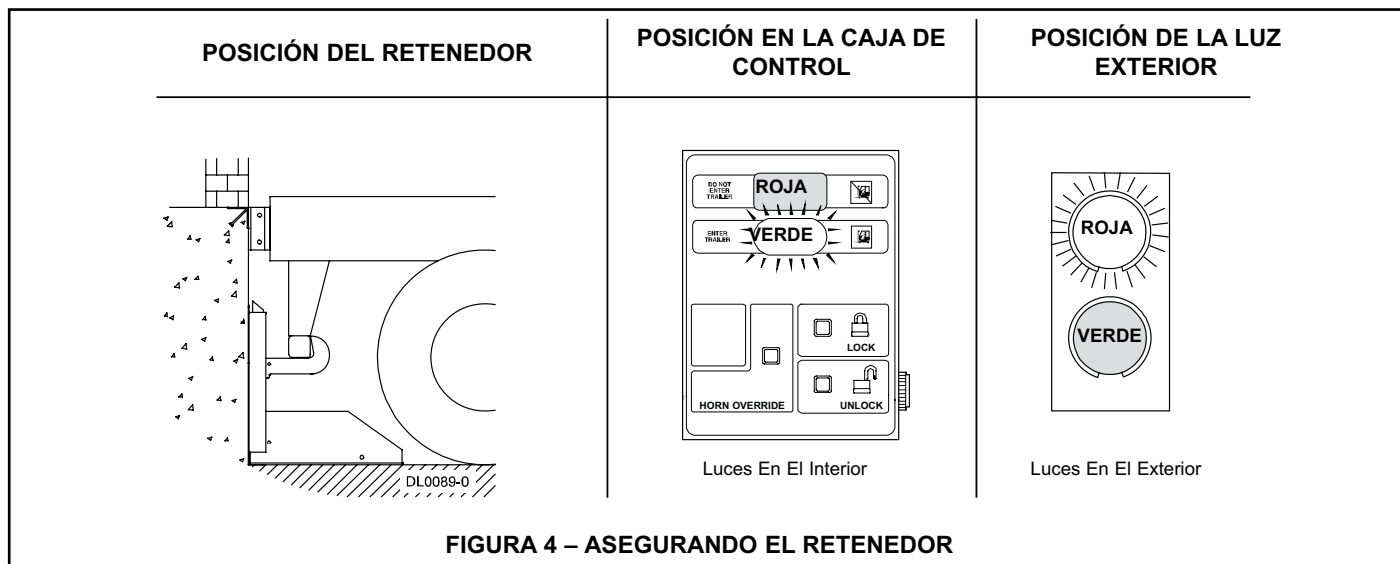 POSICIÓN DEL RETENEDOR
POSICIÓN EN LA CAJA DE
CONTROL
POSICIÓN DE LA LUZ
EXTERIOR
DO NOT
ENTER
TRAILER
ROJA
ENTER
TRAILER
VERDE
LOCK
HORN OVERRIDE
UNLOCK
ROJA
VERDE
DL0089-0
Luces En El Interior
Luces En El Exterior
FIGURA 4 – ASEGURANDO EL RETENEDOR